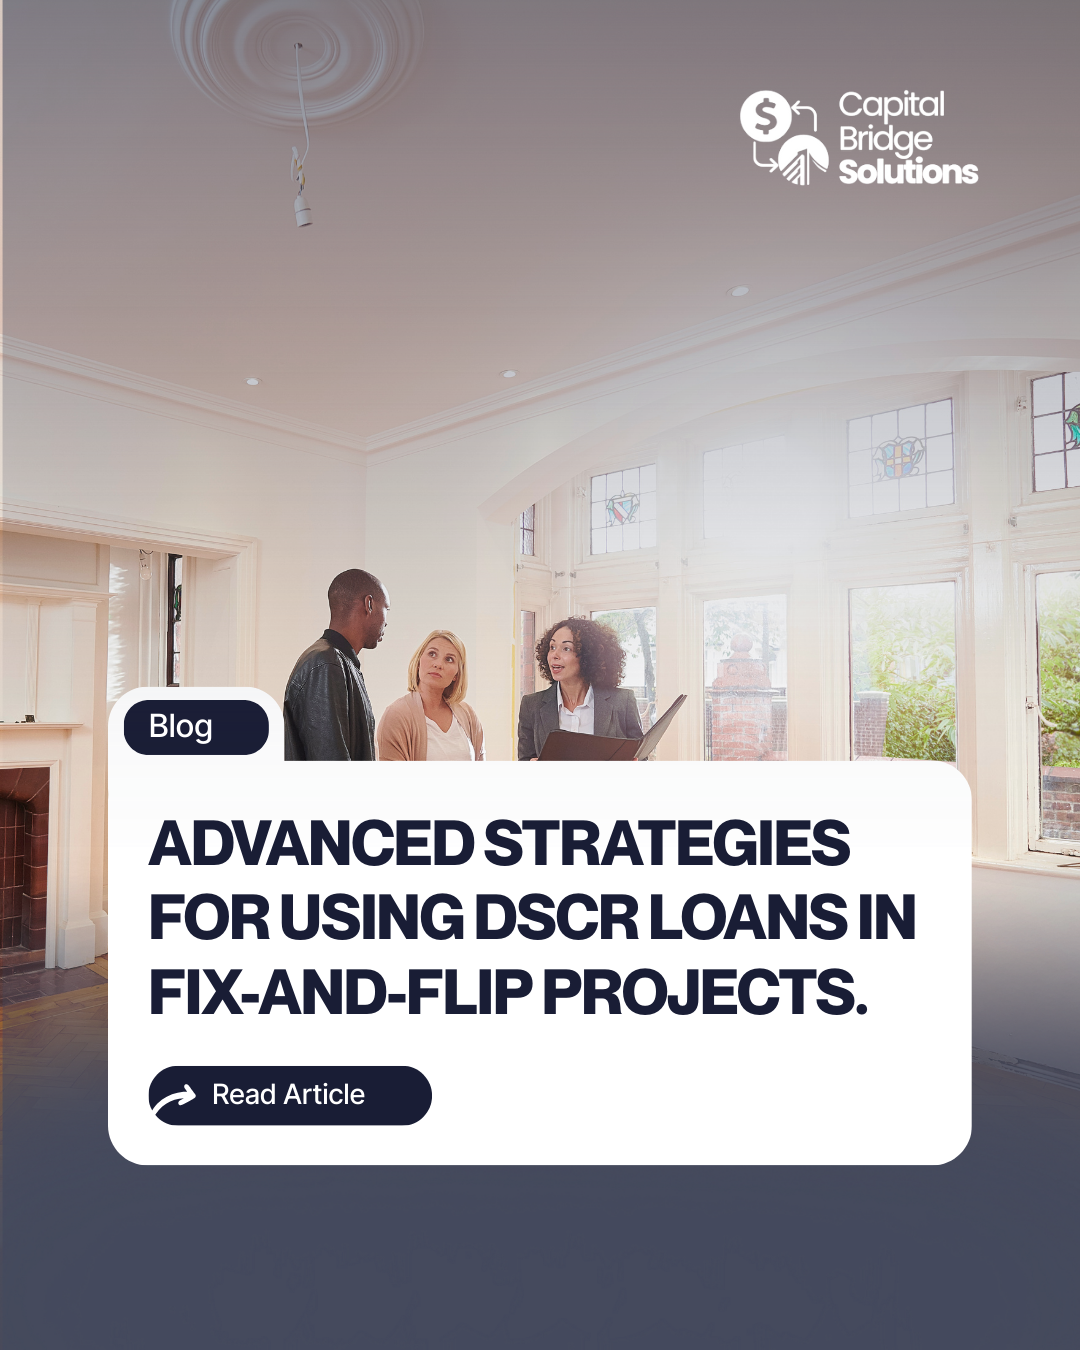 Capital
Bridge
Solutions
Blog
ADVANCED STRATEGIES
FOR USING DSCR LOANS IN
FIX-AND-FLIP PROJECTS.
Read Article